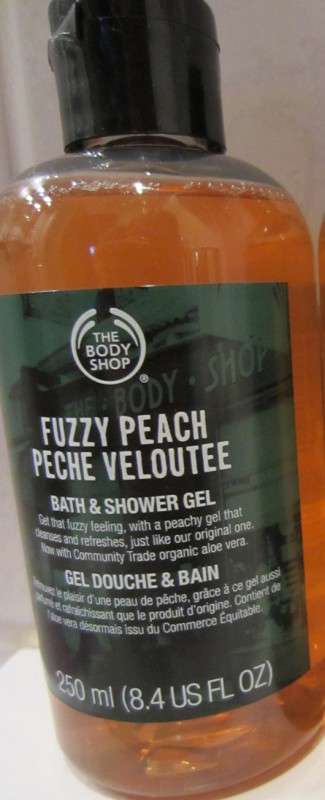 THE
BODY
SHOP
®
THE • BODY • SHOP
FUZZY PEACH
PECHE VELOUTEE
BATH & SHOWER GEL
Get that fuzzy feeling, with a peachy gel that
cleanses and refreshes, just like our original one.
Now with Community Trade organic aloe vera.
GEL DOUCHE & BAIN
Retrouvez le plaisir d'une peau de pêche, grâce à ce gel aussi
parfumé et rafraîchissant que le produit d'origine. Contient de
l'aloe vera désormais issu du Commerce Equitable.
250 ml (8.4 US FL OZ)